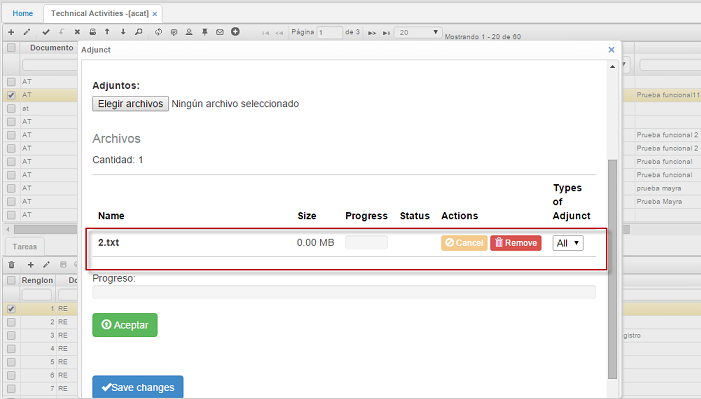 Home
Technical Activities -[acat] ×
Página 1 de 3 20 Mostrando 1 - 20 de 60
Adjunct ×
Documento
AT
AT
at
AT
AT
AT
AT
AT
AT
AT
AT
Prueba funcional11
Prueba funcional 2
Prueba funcional 2
Prueba funcional
Prueba funcional
prueba mayra
Prueba Mayra
Adjuntos:
Elegir archivos Ningún archivo seleccionado
Archivos
Cantidad: 1
Name Size Progress Status Actions Types of Adjunct
2.txt 0.00 MB Cancel Remove All
Progreso:
Aceptar
Save changes
Tareas
Renglon Do
1 RE
2 RE
3 RE
4 RE
5 RE
6 RE
7 RE
egistro